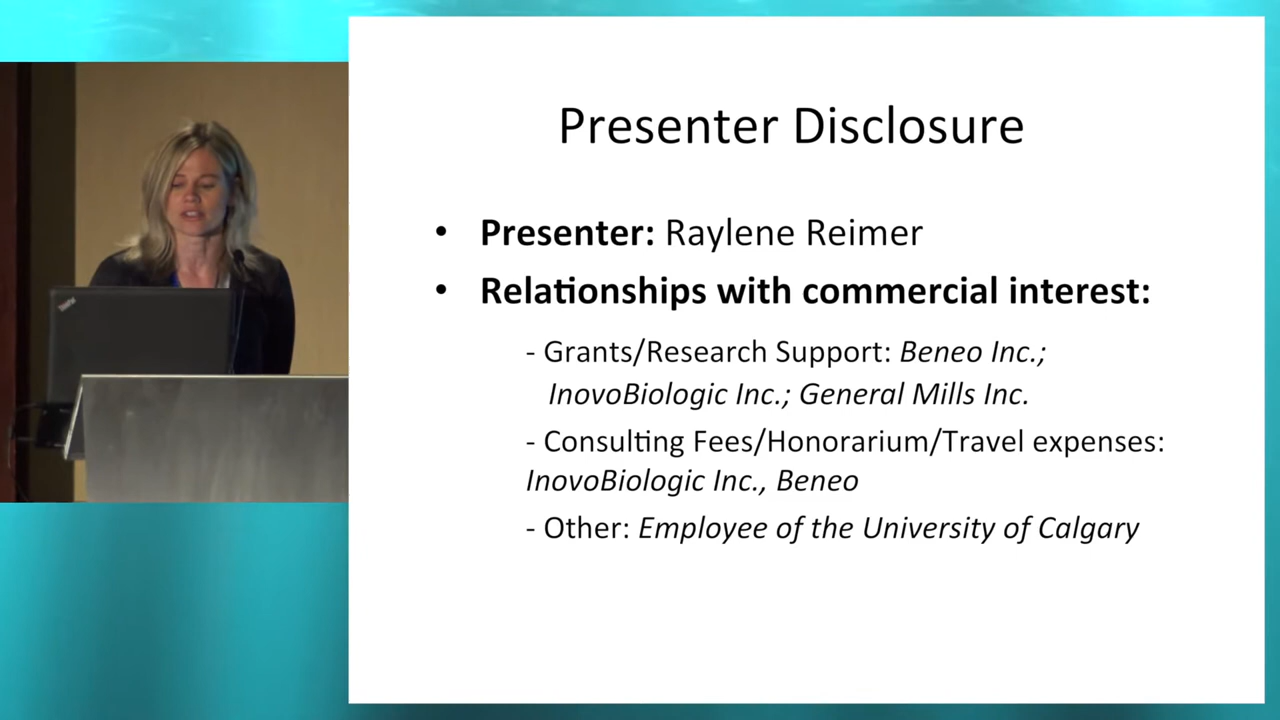 Presenter Disclosure
• Presenter: Raylene Reimer
• Relationships with commercial interest:
- Grants/Research Support: Beneo Inc.;
InovoBiologic Inc.; General Mills Inc.
- Consulting Fees/Honorarium/Travel expenses:
InovoBiologic Inc., Beneo
- Other: Employee of the University of Calgary